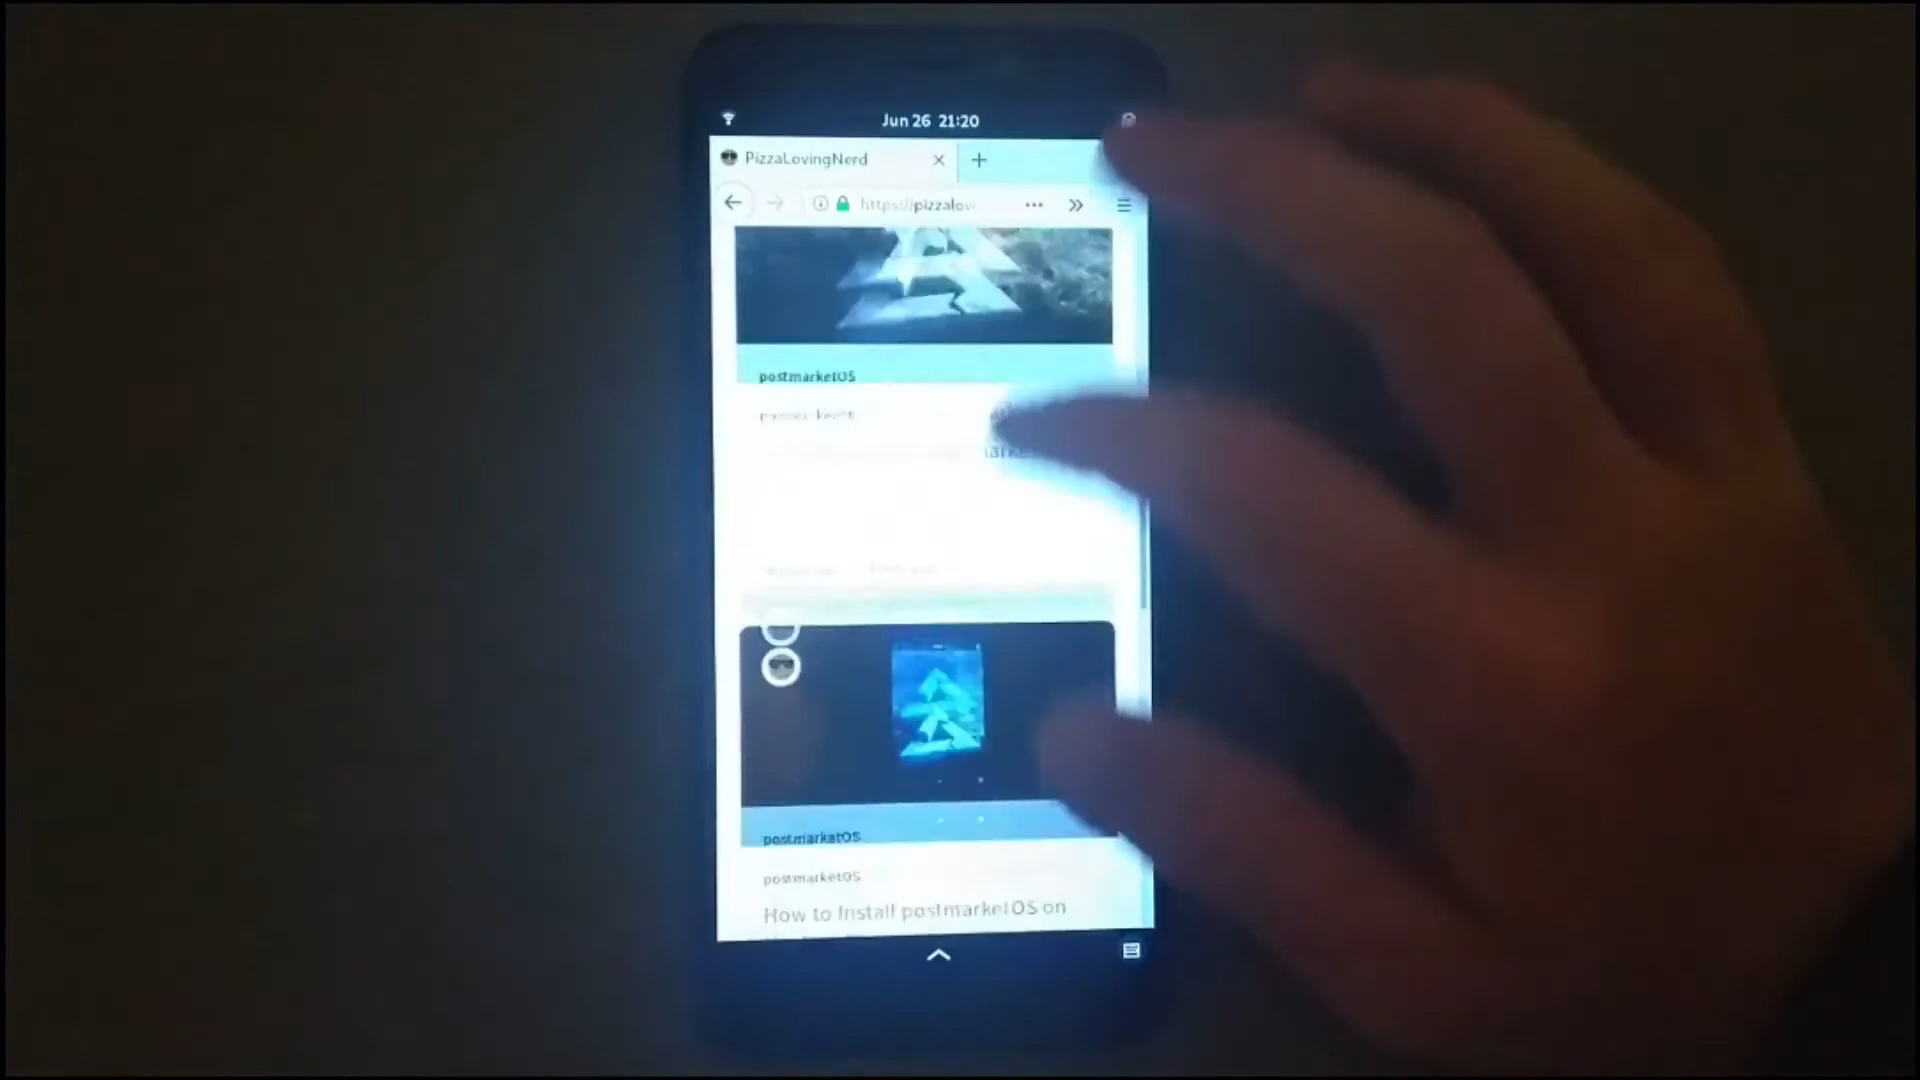 Jun 26 21:20
PizzaLovingNerd
https://pizzalov
postmarketOS
postmarketOS
postmarketOS
How to Install postmarketOS on